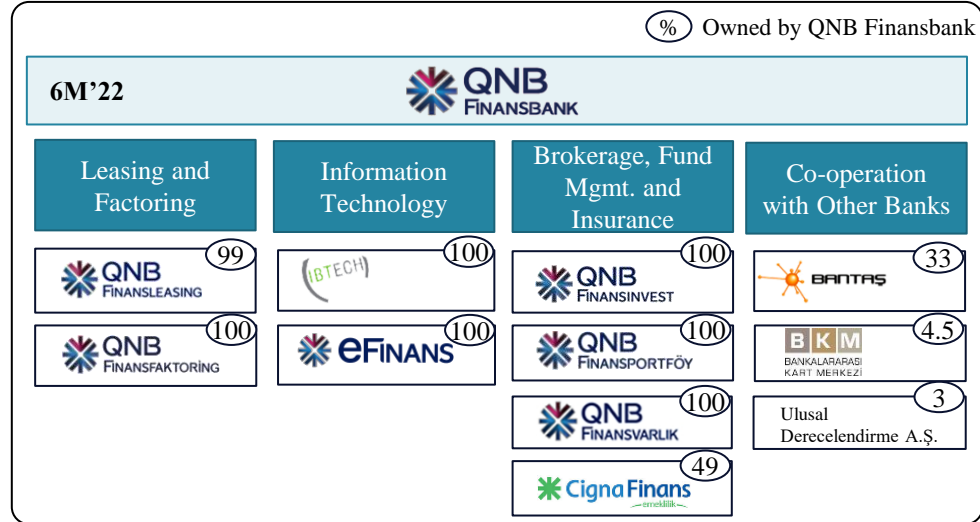 % Owned by QNB Finansbank
6M’22
QNB
FINANSBANK
Leasing and
Factoring
99
QNB
FINANSLEASING
100
QNB
FINANSFAKTORİNG
Information
Technology
100
IBTECH
100
eFINANS
Brokerage, Fund
Mgmt. and
Insurance
100
QNB
FINANSINVEST
100
QNB
FINANSPORTFÖY
100
QNB
FINANSVARLIK
49
Cigna Finans
emeklilik
Co-operation
with Other Banks
33
BANTAŞ
4.5
BKM
BANKALARARASI
KART MERKEZİ
3
Ulusal
Derecelendirme A.Ş.